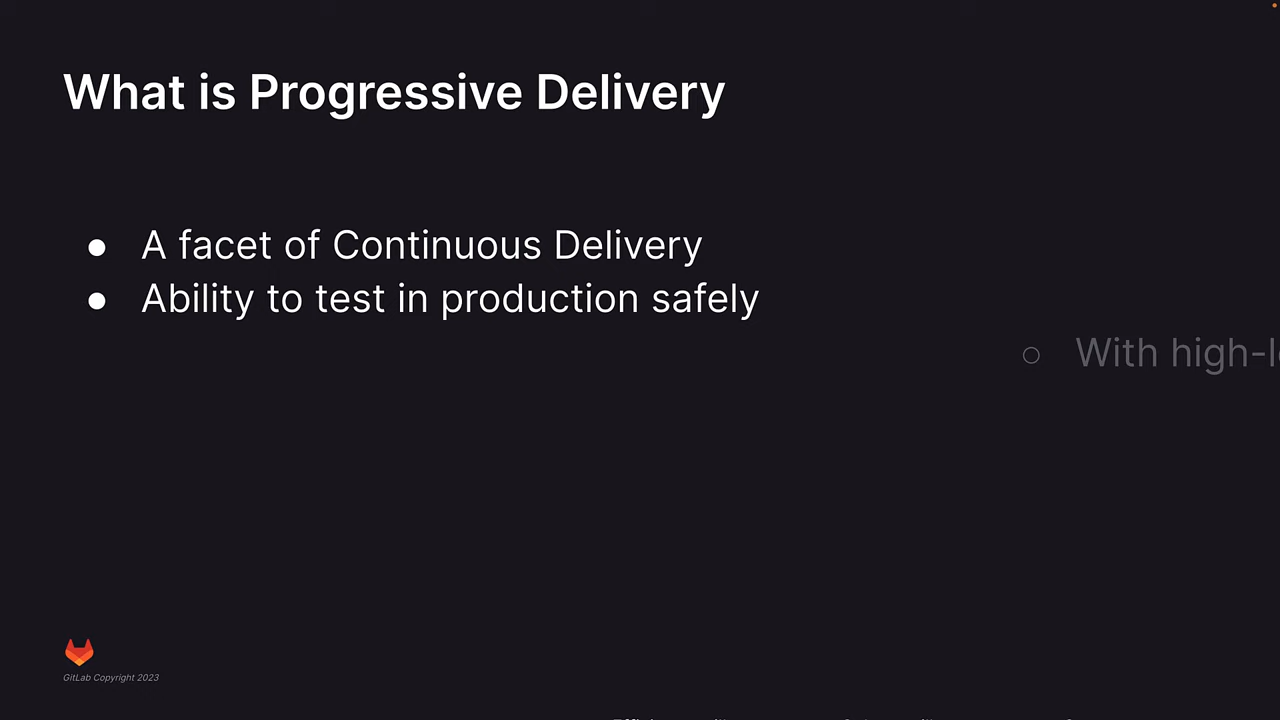 What is Progressive Delivery
● A facet of Continuous Delivery
● Ability to test in production safely
○ With high-l
GitLab Copyright 2023